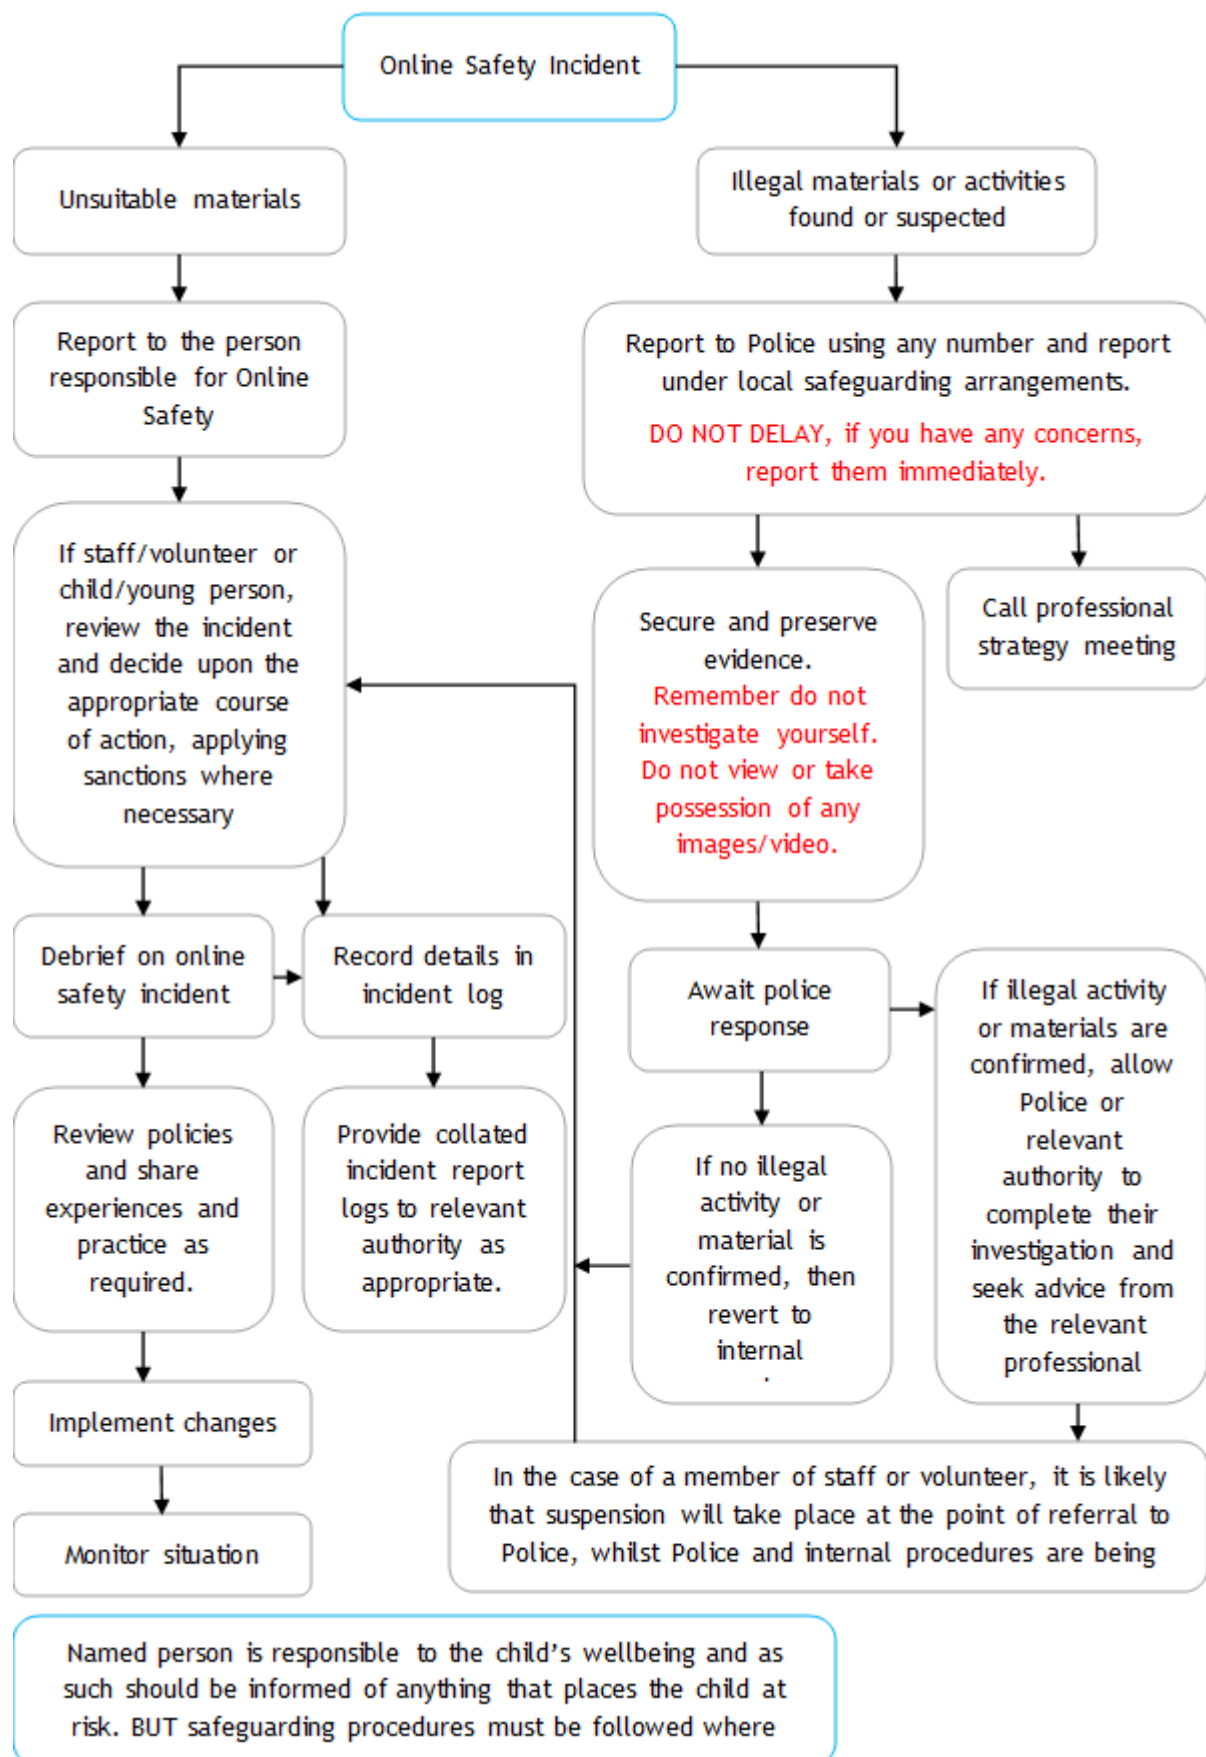 Online Safety Incident
Unsuitable materials
Illegal materials or activities
found or suspected
Report to the person
responsible for Online
Safety
Report to Police using any number and report
under local safeguarding arrangements.
DO NOT DELAY, if you have any concerns,
report them immediately.
If staff/volunteer or
child/young person,
review the incident
and decide upon the
appropriate course
of action, applying
sanctions where
necessary
Secure and preserve
evidence.
Remember do not
investigate yourself.
Do not view or take
possession of any
images/video.
Call professional
strategy meeting
Debrief on online
safety incident
Record details in
incident log
Await police
response
If illegal activity
or materials are
confirmed, allow
Police or
relevant
authority to
complete their
investigation and
seek advice from
the relevant
professional
Review policies
and share
experiences and
practice as
required.
Provide collated
incident report
logs to relevant
authority as
appropriate.
If no illegal
activity or
material is
confirmed, then
revert to
internal
Implement changes
Monitor situation
In the case of a member of staff or volunteer, it is likely
that suspension will take place at the point of referral to
Police, whilst Police and internal procedures are being
Named person is responsible to the child's wellbeing and as
such should be informed of anything that places the child at
risk. BUT safeguarding procedures must be followed where